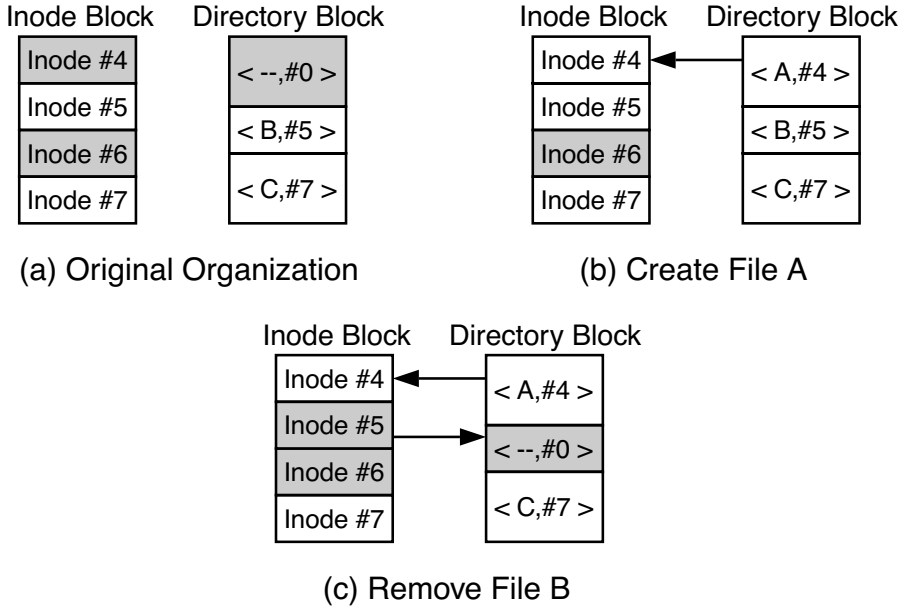 Inode Block Directory Block
Inode #4
< --,#0 >
Inode #5
< B,#5 >
Inode #6
< C,#7 >
Inode #7
(a) Original Organization
Inode Block Directory Block
Inode #4
< A,#4 >
Inode #5
< B,#5 >
Inode #6
< C,#7 >
Inode #7
(b) Create File A
Inode Block Directory Block
Inode #4
< A,#4 >
Inode #5
< --,#0 >
Inode #6
< C,#7 >
Inode #7
(c) Remove File B